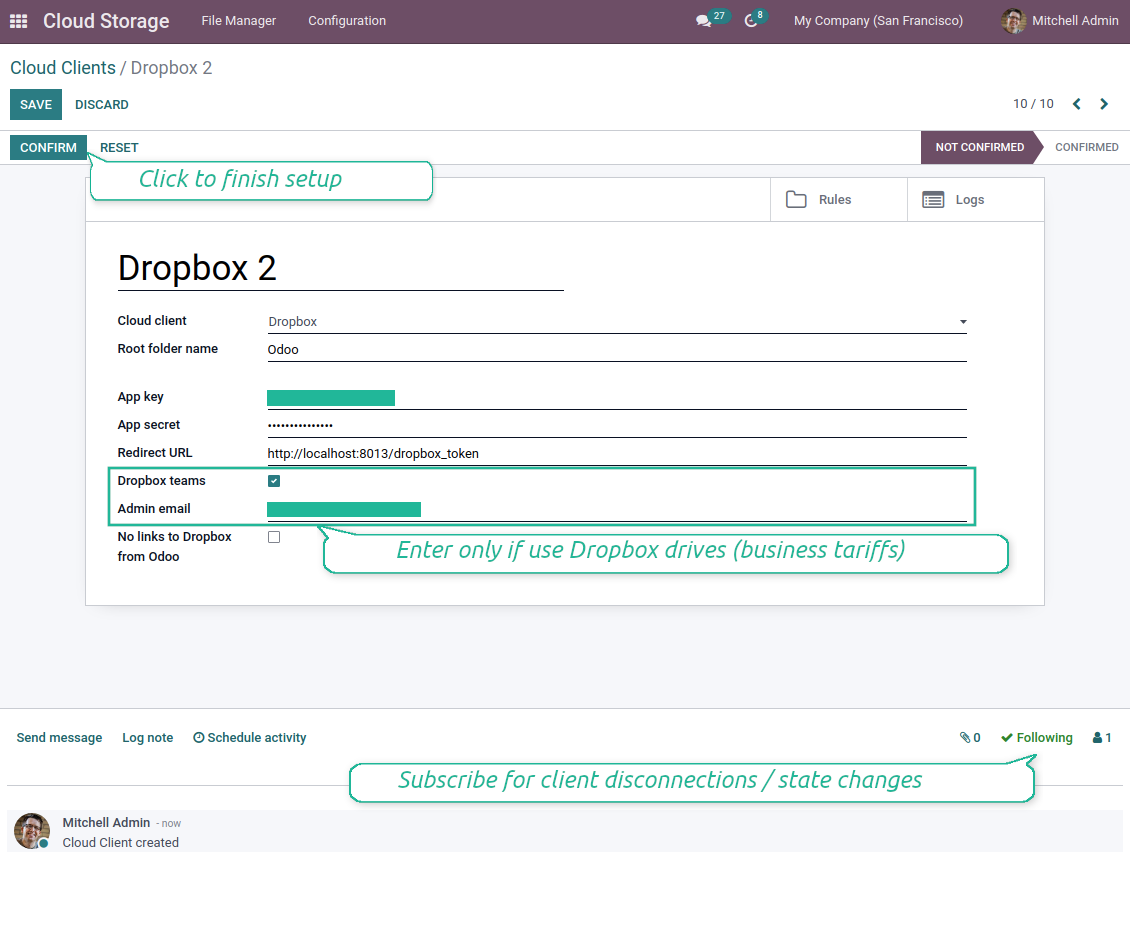 Cloud Storage File Manager Configuration 27 8 My Company (San Francisco) Mitchell Admin
Cloud Clients / Dropbox 2
SAVE DISCARD 10 / 10
CONFIRM RESET NOT CONFIRMED CONFIRMED
Click to finish setup
Rules Logs
Dropbox 2
Cloud client Dropbox
Root folder name Odoo
App key
App secret •••••••••••••••
Redirect URL http://localhost:8013/dropbox_token
Dropbox teams
Admin email
No links to Dropbox
from Odoo
Enter only if use Dropbox drives (business tariffs)
Send message Log note Schedule activity 0 Following 1
Subscribe for client disconnections / state changes
Mitchell Admin - now
Cloud Client created